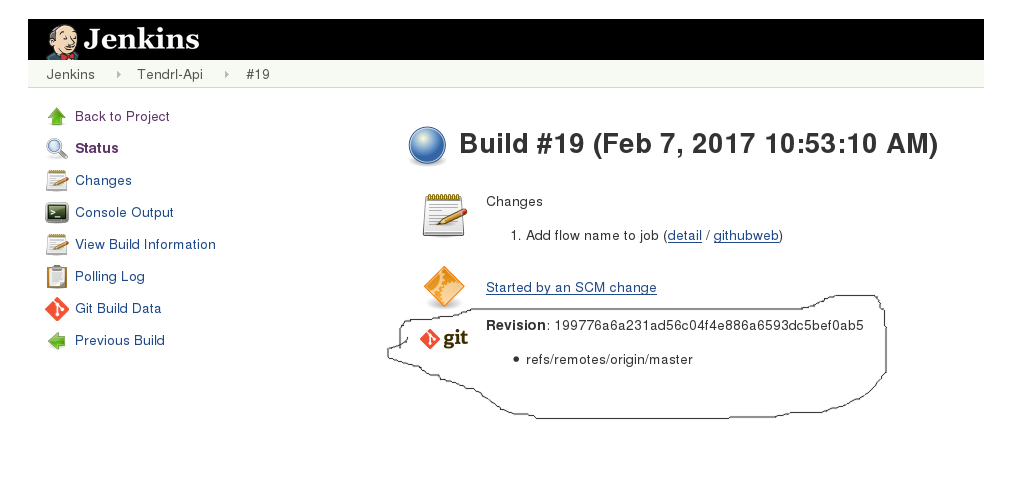 Jenkins
Jenkins Tendrl-Api #19
Back to Project
Status
Changes
Console Output
View Build Information
Polling Log
Git Build Data
Previous Build
Build #19 (Feb 7, 2017 10:53:10 AM)
Changes
1. Add flow name to job (detail / githubweb)
Started by an SCM change
git Revision: 199776a6a231ad56c04f4e886a6593dc5bef0ab5
refs/remotes/origin/master